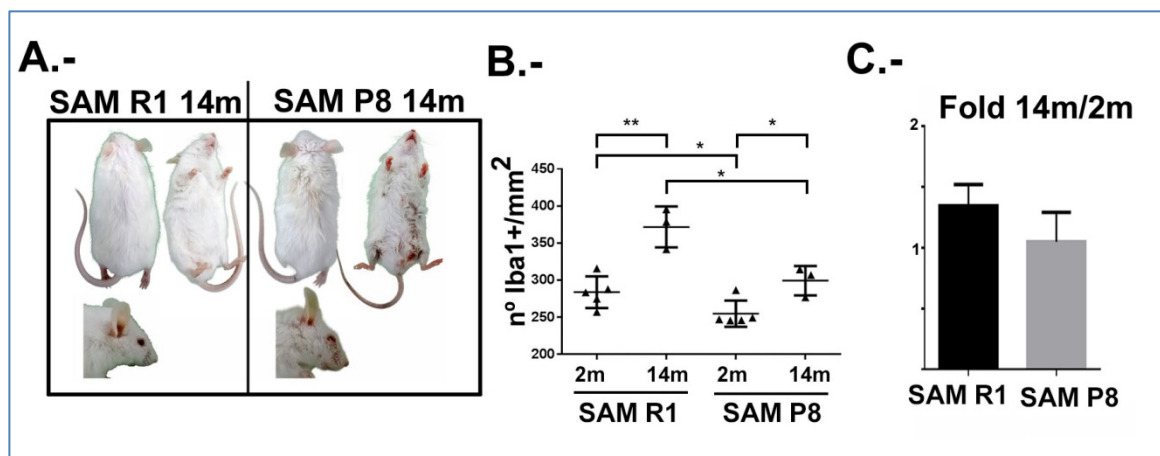 A.-
SAM R1 14m
SAM P8 14m
B.-
nº Iba1+/mm2
450
400
350
300
250
200
**
*
*
*
2m
14m
2m
14m
SAM R1
SAM P8
C.-
Fold 14m/2m
2
1
SAM R1
SAM P8